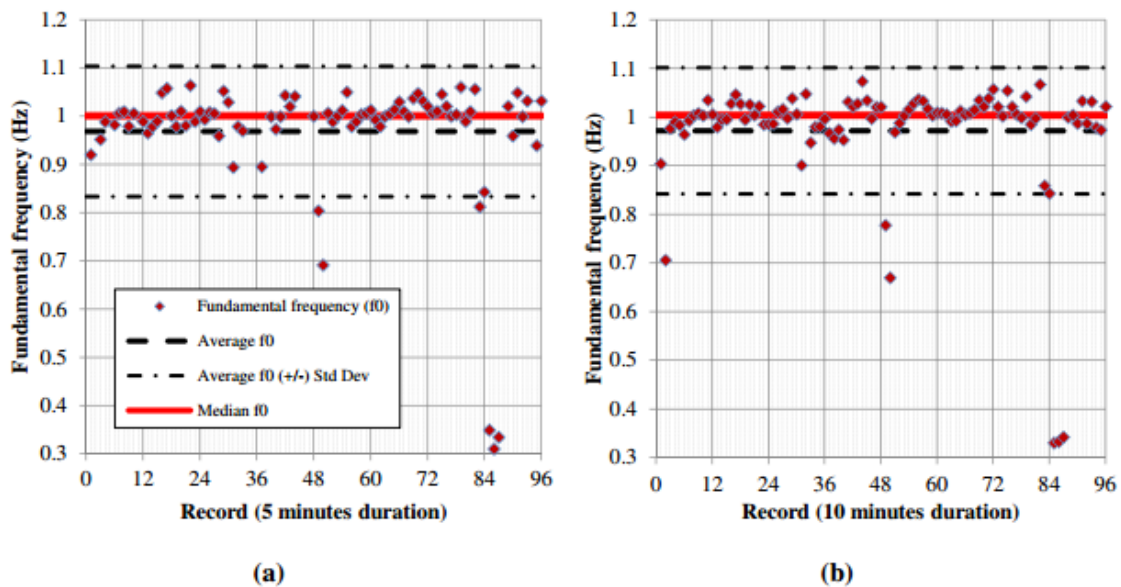 1.2
1.1
1
0.9
0.8
0.7
0.6
0.5
0.4
0.3
Fundamental frequency (Hz)
Fundamental frequency (f0)
Average f0
Average f0 (+/-) Std Dev
Median f0
0 12 24 36 48 60 72 84 96
Record (5 minutes duration)
(a)
1.2
1.1
1.0
0.9
0.8
0.7
0.6
0.5
0.4
0.3
Fundamental frequency (Hz)
0 12 24 36 48 60 72 84 96
Record (10 minutes duration)
(b)